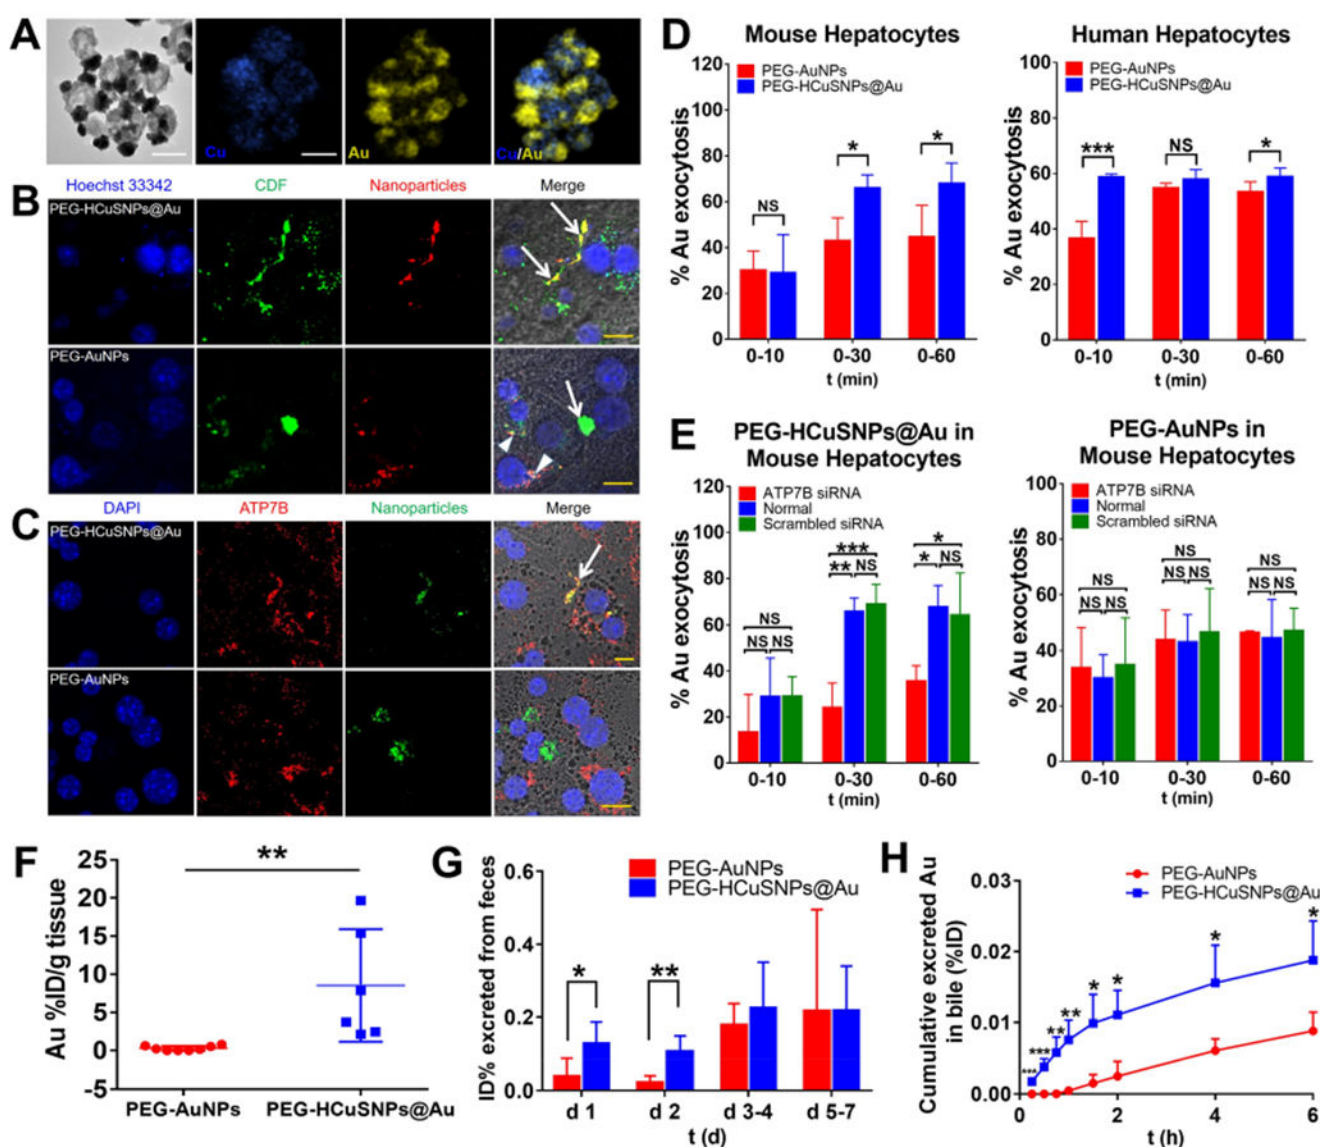 A
Cu
Au
Cu/Au
B
Hoechst 33342
CDF
Nanoparticles
Merge
PEG-HCuSNPs@Au
PEG-AuNPs
C
DAPI
ATP7B
Nanoparticles
Merge
PEG-HCuSNPs@Au
PEG-AuNPs
D
Mouse Hepatocytes
PEG-AuNPs
PEG-HCuSNPs@Au
% Au exocytosis
120
100
80
60
40
20
0
NS
*
*
0-10
0-30
0-60
t (min)
Human Hepatocytes
PEG-AuNPs
PEG-HCuSNPs@Au
% Au exocytosis
100
80
60
40
20
0
***
NS
*
0-10
0-30
0-60
t (min)
E
PEG-HCuSNPs@Au in
Mouse Hepatocytes
ATP7B siRNA
Normal
Scrambled siRNA
% Au exocytosis
120
100
80
60
40
20
0
NS
NS
NS
***
**
NS
*
*
NS
0-10
0-30
0-60
t (min)
PEG-AuNPs in
Mouse Hepatocytes
ATP7B siRNA
Normal
Scrambled siRNA
% Au exocytosis
100
80
60
40
20
0
NS
NS
NS
NS
NS
NS
NS
NS
NS
0-10
0-30
0-60
t (min)
F
**
Au %ID/g tissue
25
20
15
10
5
0
-5
PEG-AuNPs
PEG-HCuSNPs@Au
G
PEG-AuNPs
PEG-HCuSNPs@Au
ID% excreted from feces
0.6
0.4
0.2
0.0
*
**
d 1
d 2
d 3-4
d 5-7
t (d)
H
PEG-AuNPs
PEG-HCuSNPs@Au
Cumulative excreted Au
in bile (%ID)
0.03
0.02
0.010
0.00
***
***
**
**
*
*
*
*
0
2
4
6
t (h)